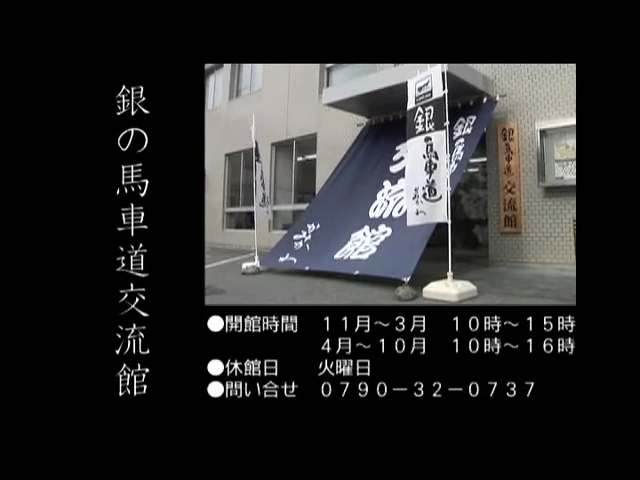 銀の馬車道交流館
銀の馬車道
銀の馬車道 交流館
交流館
●開館時間　１１月～３月　１０時～１５時
４月～１０月　１０時～１６時
●休館日　火曜日
●問い合せ　０７９０－３２－０７３７